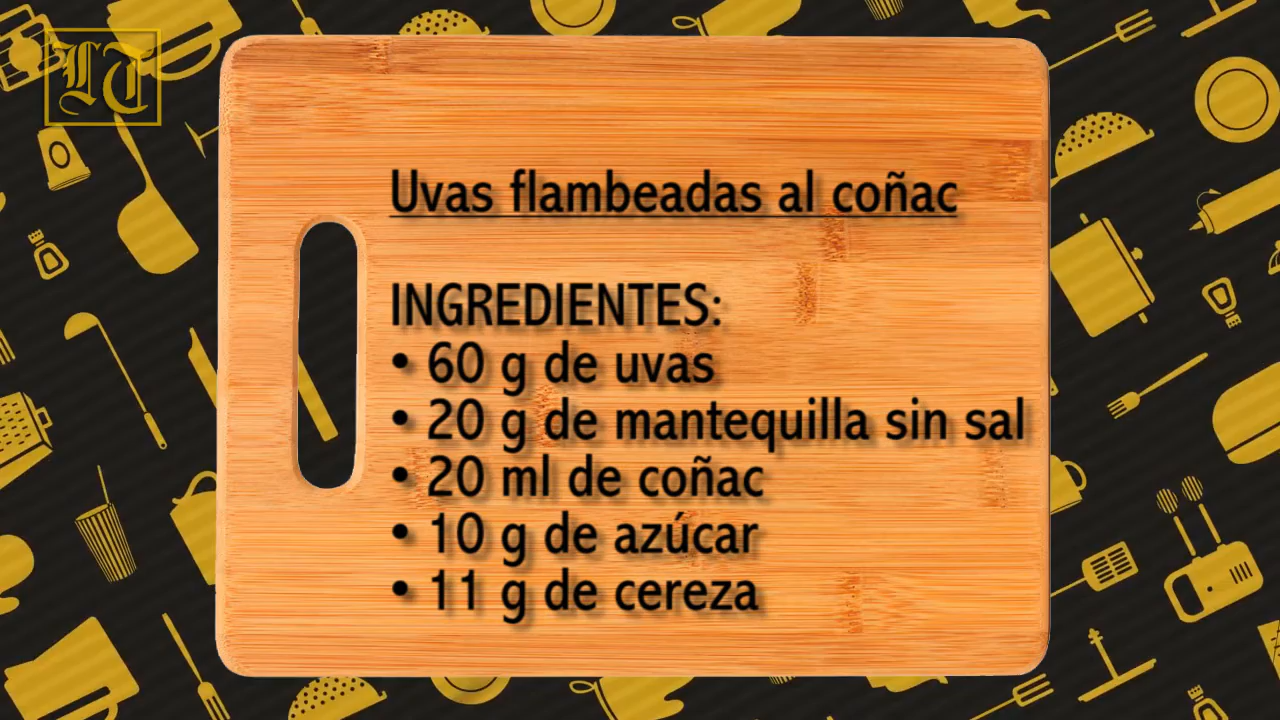 LT
Uvas flambeadas al coñac
INGREDIENTES:
• 60 g de uvas
• 20 g de mantequilla sin sal
• 20 ml de coñac
• 10 g de azúcar
• 11 g de cereza